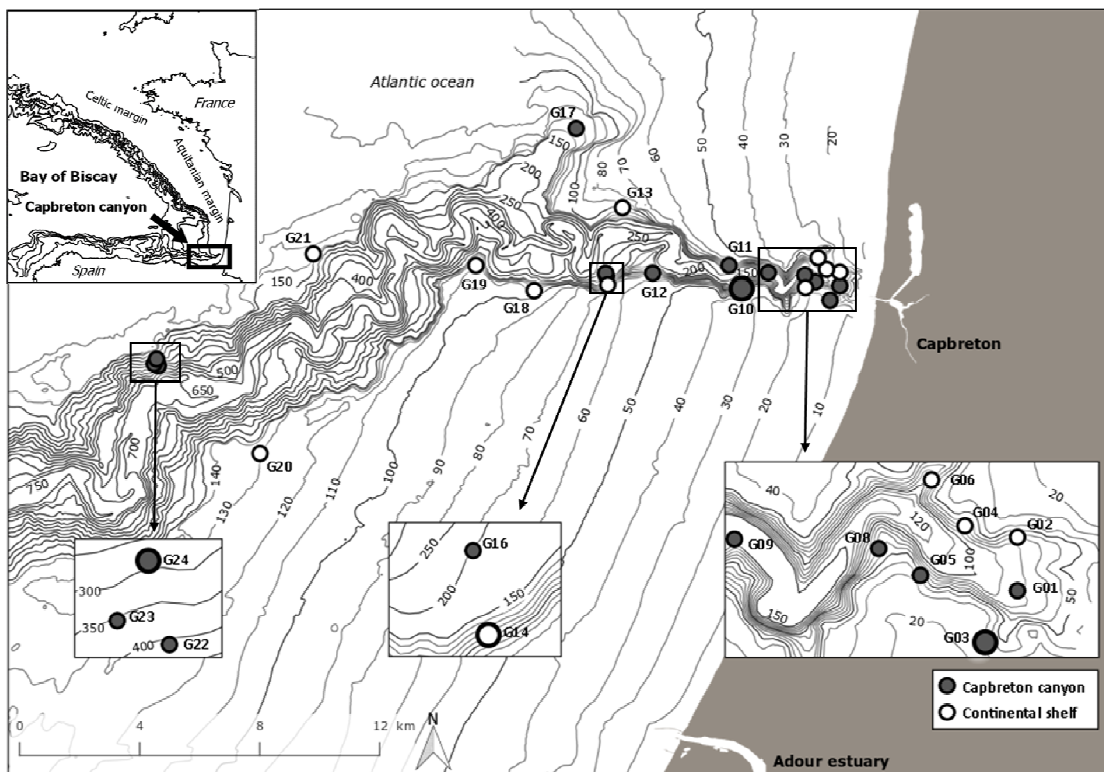 Celtic margin
France
Aquitanian margin
Bay of Biscay
Capbreton canyon
Spain
Atlantic ocean
G17
150
200
100
80
70
60
50
40
30
20
250
400
G13
G21
150
400
G19
G18
250
G12
200
G11
150
G10
Capbreton
500
650
700
750
G20
140
130
120
110
100
90
80
70
60
50
40
30
20
10
G24
300
G23
350
400
G22
250
G16
200
150
G14
40
G06
20
120
G04
G02
G09
G08
G05
100
G01
50
150
20
G03
Capbreton canyon
Continental shelf
0
4
8
12 km
N
Adour estuary